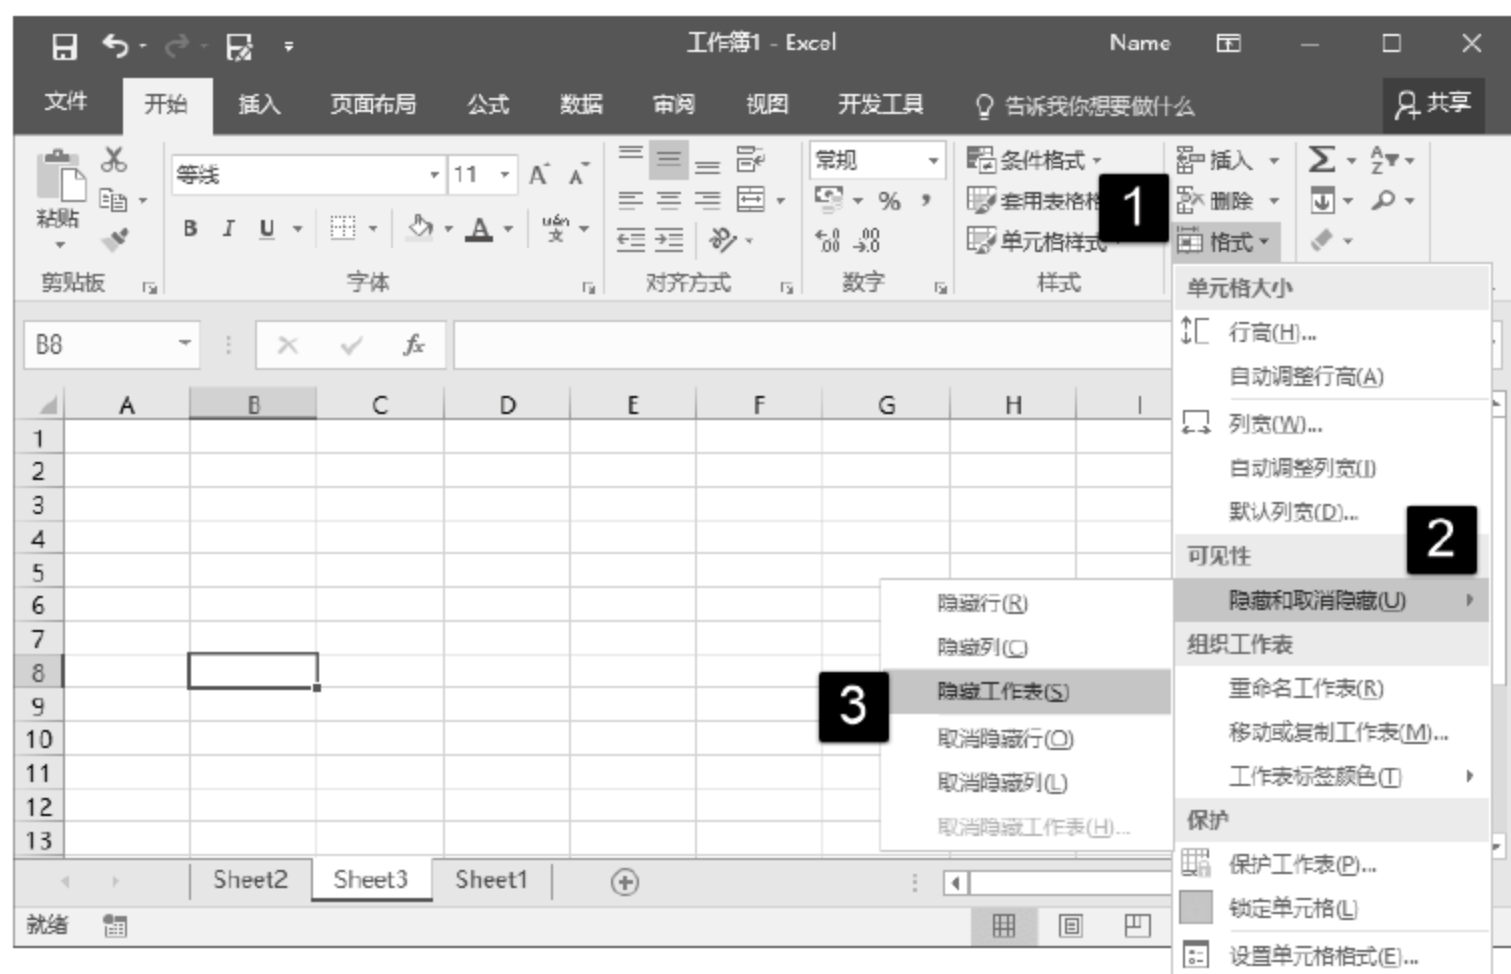 工作簿1 - Excel Name
文件 开始 插入 页面布局 公式 数据 审阅 视图 开发工具 告诉我你想要做什么 共享
粘贴 等线 11 常规 条件格式 插入
套用表格格 1 删除
B I U A 单元格样式 格式
剪贴板 字体 对齐方式 数字 样式
单元格大小
B8 fx
行高(H)...
自动调整行高(A)
列宽(W)...
自动调整列宽(I)
默认列宽(D)...
可见性 2
隐藏和取消隐藏(U)
组织工作表
重命名工作表(R)
移动或复制工作表(M)...
工作表标签颜色(T)
保护
保护工作表(P)...
锁定单元格(L)
设置单元格格式(E)...
隐藏行(R)
隐藏列(C)
3 隐藏工作表(S)
取消隐藏行(O)
取消隐藏列(L)
取消隐藏工作表(H)...
A B C D E F G H I
1
2
3
4
5
6
7
8
9
10
11
12
13
Sheet2 Sheet3 Sheet1
就绪